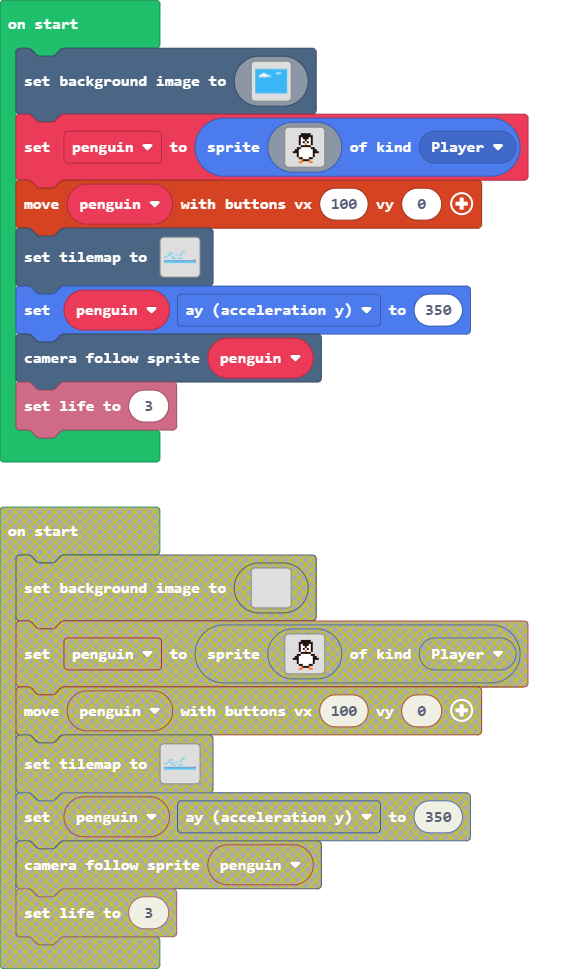 on start
set background image to
set penguin to sprite of kind Player
move penguin with buttons vx 100 vy 0
set tilemap to
set penguin ay (acceleration y) to 350
camera follow sprite penguin
set life to 3
on start
set background image to
set penguin to sprite of kind Player
move penguin with buttons vx 100 vy 0
set tilemap to
set penguin ay (acceleration y) to 350
camera follow sprite penguin
set life to 3